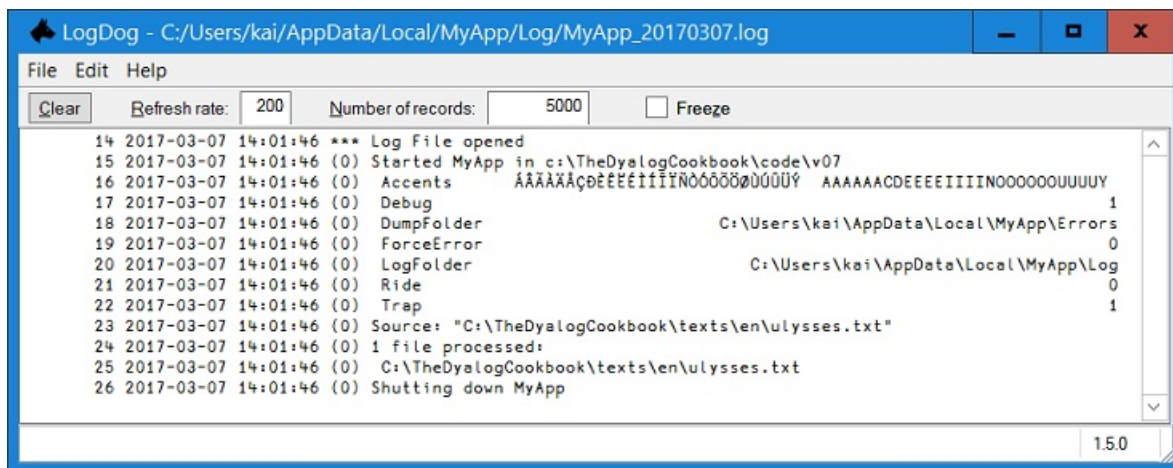 LogDog - C:/Users/kai/AppData/Local/MyApp/Log/MyApp_20170307.log
File Edit Help
Clear Refresh rate: 200 Number of records: 5000 Freeze
14 2017-03-07 14:01:46 *** Log File opened
15 2017-03-07 14:01:46 (0) Started MyApp in c:\TheDyalogCookbook\code\v07
16 2017-03-07 14:01:46 (0) Accents AAAAAACDEEEEIIIINOOOOOOUUUUY
17 2017-03-07 14:01:46 (0) Debug 1
18 2017-03-07 14:01:46 (0) DumpFolder C:\Users\kai\AppData\Local\MyApp\Errors
19 2017-03-07 14:01:46 (0) ForceError 0
20 2017-03-07 14:01:46 (0) LogFolder C:\Users\kai\AppData\Local\MyApp\Log
21 2017-03-07 14:01:46 (0) Ride 0
22 2017-03-07 14:01:46 (0) Trap 1
23 2017-03-07 14:01:46 (0) Source: "C:\TheDyalogCookbook\texts\en\ulysses.txt"
24 2017-03-07 14:01:46 (0) 1 file processed:
25 2017-03-07 14:01:46 (0) C:\TheDyalogCookbook\texts\en\ulysses.txt
26 2017-03-07 14:01:46 (0) Shutting down MyApp
1.5.0